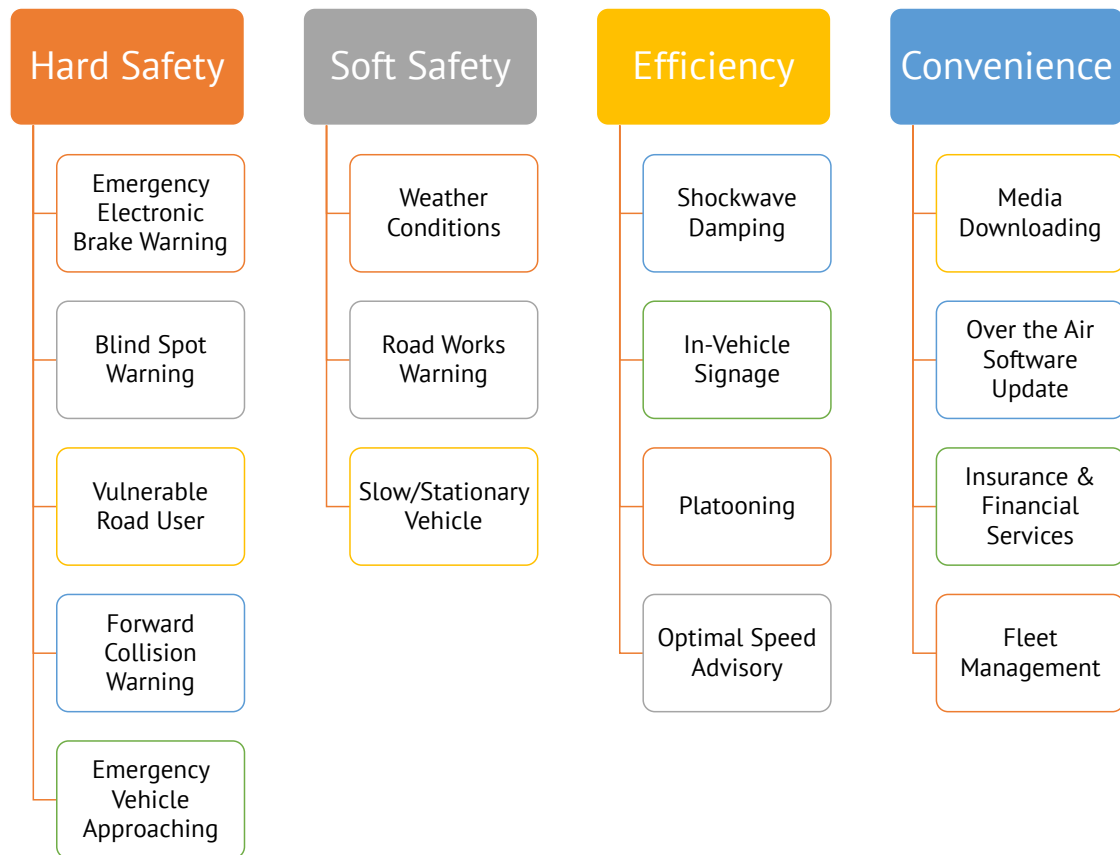 Hard Safety
Emergency
Electronic
Brake Warning
Blind Spot
Warning
Vulnerable
Road User
Forward
Collision
Warning
Emergency
Vehicle
Approaching
Soft Safety
Weather
Conditions
Road Works
Warning
Slow/Stationary
Vehicle
Efficiency
Shockwave
Damping
In-Vehicle
Signage
Platooning
Optimal Speed
Advisory
Convenience
Media
Downloading
Over the Air
Software
Update
Insurance &
Financial
Services
Fleet
Management